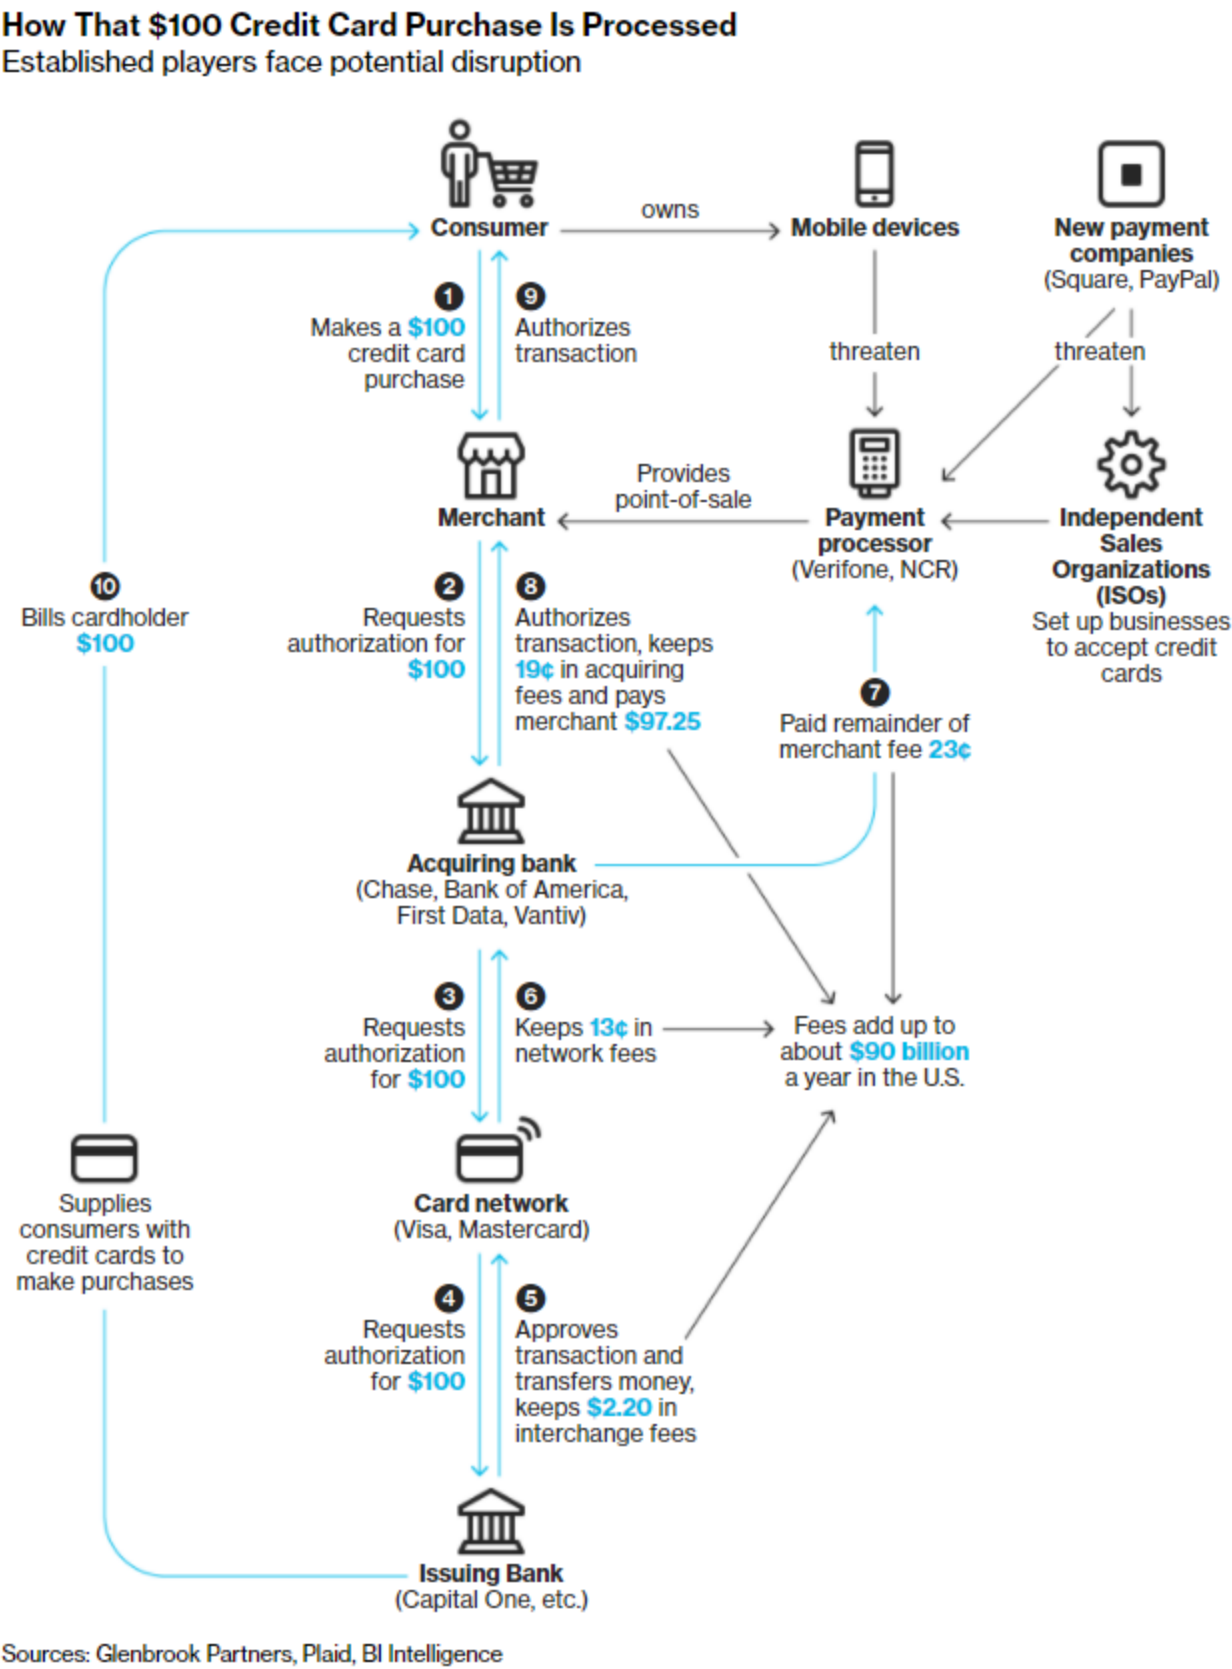 How That $100 Credit Card Purchase Is Processed
Established players face potential disruption
Consumer
owns
Mobile devices
New payment
companies
(Square, PayPal)
1
Makes a $100
credit card
purchase
9
Authorizes
transaction
threaten
threaten
Merchant
Provides
point-of-sale
Payment
processor
(Verifone, NCR)
Independent
Sales
Organizations
(ISOs)
Set up businesses
to accept credit
cards
10
Bills cardholder
$100
2
Requests
authorization for
$100
8
Authorizes
transaction, keeps
19¢ in acquiring
fees and pays
merchant $97.25
7
Paid remainder of
merchant fee 23¢
Acquiring bank
(Chase, Bank of America,
First Data, Vantiv)
3
Requests
authorization
for $100
6
Keeps 13¢ in
network fees
Fees add up to
about $90 billion
a year in the U.S.
Supplies
consumers with
credit cards to
make purchases
Card network
(Visa, Mastercard)
4
Requests
authorization
for $100
5
Approves
transaction and
transfers money,
keeps $2.20 in
interchange fees
Issuing Bank
(Capital One, etc.)
Sources: Glenbrook Partners, Plaid, BI Intelligence